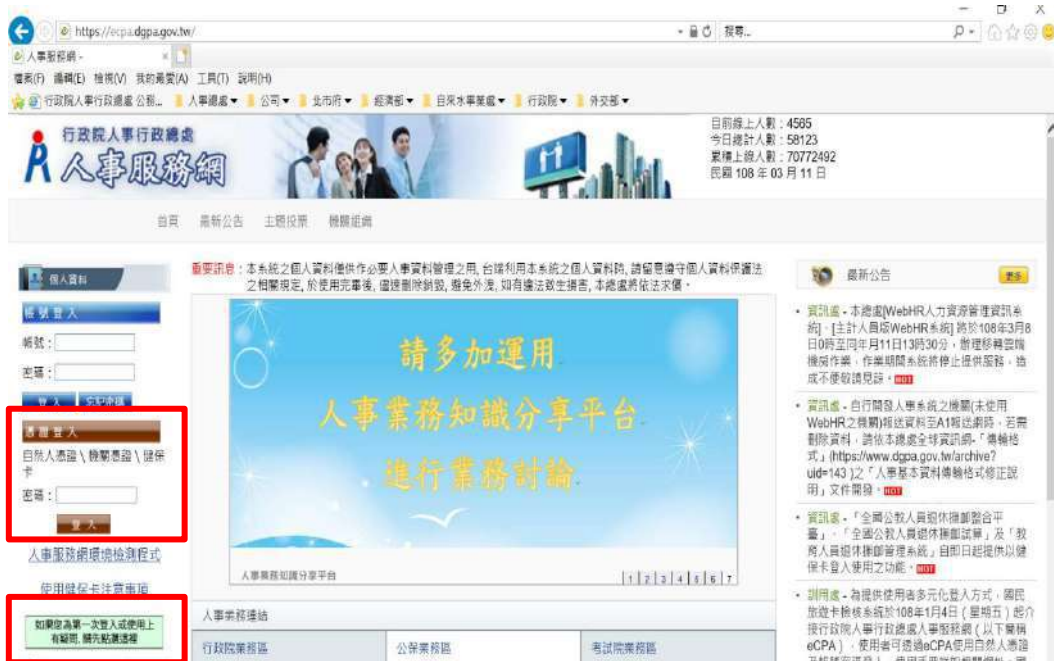 https://ecpa.dgpa.gov.tw/
搜尋...
人事服務網 -
檔案(F) 編輯(E) 檢視(V) 我的最愛(A) 工具(T) 說明(H)
行政院人事行政總處 公務... 人事總處 公司 北市府 經濟部 自來水事業處 行政院 外交部
行政院人事行政總處
人事服務網
目前線上人數:4565
今日總計人數:58123
累積上線人數:70772492
民國 108 年 03 月 11 日
首頁 最新公告 主題投票 機關組織
個人資料
帳號登入
帳號:
密碼:
登入 忘記密碼
憑證登入
自然人憑證\機關憑證\健保
卡
密碼:
登入
人事服務網環境檢測程式
使用健保卡注意事項
如果您為第一次登入或使用上
有疑問, 請先點選這裡
重要訊息:本系統之個人資料僅供作必要人事資料管理之用, 台端利用本系統之個人資料時, 請留意遵守個人資料保護法
之相關規定, 於使用完畢後, 儘速刪除銷毀, 避免外洩, 如有違法致生損害, 本總處將依法求償。
請多加運用
人事業務知識分享平台
進行業務討論
人事業務知識分享平台
1 2 3 4 5 6 7
人事業務連結
行政院業務區 公保業務區 考試院業務區
最新公告 更多
資訊處 - 本總處[WebHR人力資源管理資訊系
統]、[主計人員版WebHR系統] 將於108年3月8
日0時至同年月11日13時30分,辦理移轉雲端
機房作業,作業期間系統將停止提供服務,造
成不便敬請見諒。HOT
資訊處 - 自行開發人事系統之機關(未使用
WebHR之機關)報送資料至A1報送網時,若需
刪除資料,請依本總處全球資訊網-「傳輸格
式」(https://www.dgpa.gov.tw/archive?
uid=143 )之「人事基本資料傳輸格式修正說
明」文件開發。HOT
資訊處 - 「全國公教人員退休撫卹整合平
臺」、「全國公教人員退休撫卹試算」及「教
育人員退休撫卹管理系統」自即日起提供以健
保卡登入使用之功能。HOT
訓用處 - 為提供使用者多元化登入方式,國民
旅遊卡檢核系統於108年1月4日(星期五)起介
接行政院人事行政總處人事服務網(以下簡稱
eCPA),使用者可透過eCPA使用自然人憑證